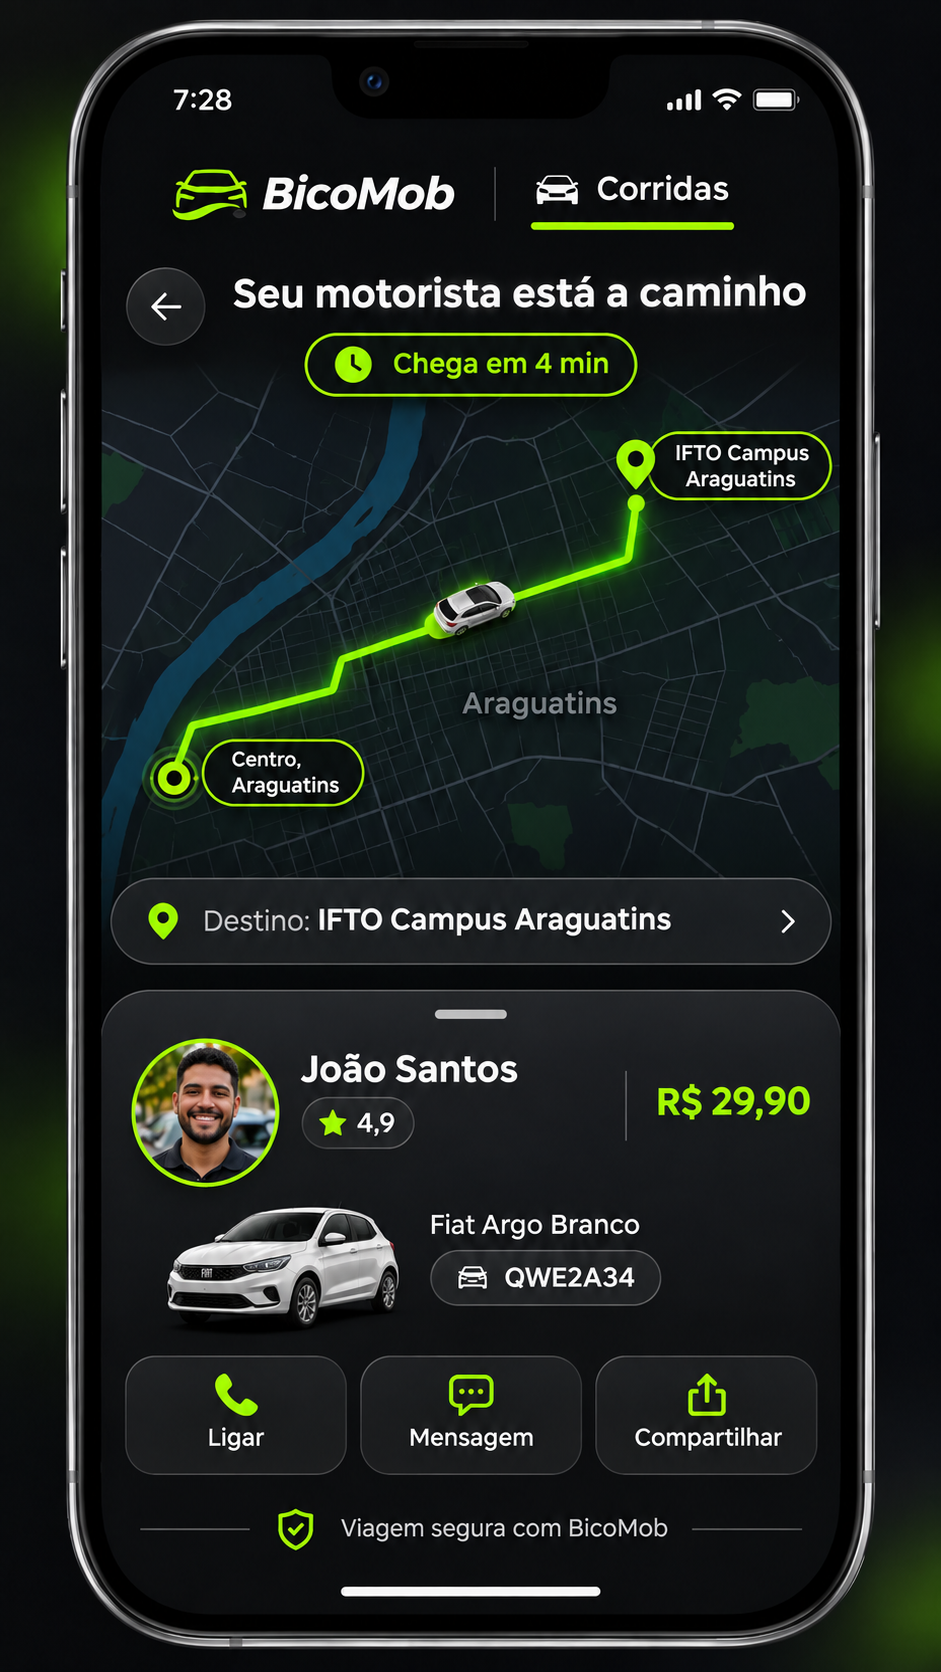 7:28
BicoMob
Corridas
Seu motorista está a caminho
Chega em 4 min
IFTO Campus
Araguatins
Araguatins
Centro,
Araguatins
Destino: IFTO Campus Araguatins
João Santos
4,9
R$ 29,90
FIAT
Fiat Argo Branco
QWE2A34
Ligar
Mensagem
Compartilhar
Viagem segura com BicoMob